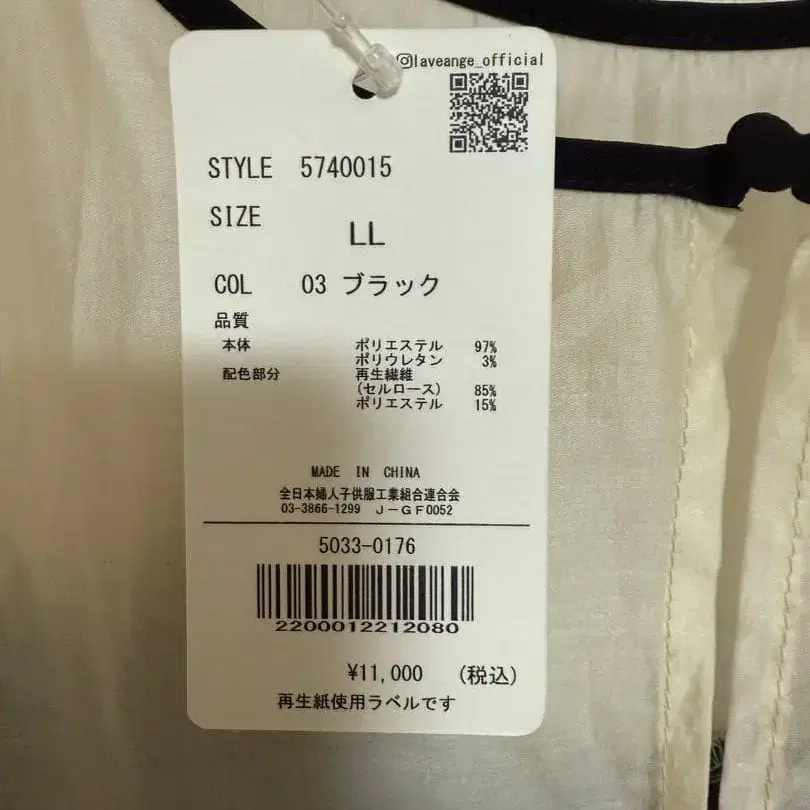 @laveange_official
STYLE 5740015
SIZE LL
COL 03 ブラック
品質
本体 ポリエステル 97%
ポリウレタン 3%
配色部分 再生繊維
(セルロース) 85%
ポリエステル 15%
MADE IN CHINA
全日本婦人子供服工業組合連合会
03-3866-1299 J-GF0052
5033-0176
2200012212080
¥11,000 (税込)
再生紙使用ラベルです